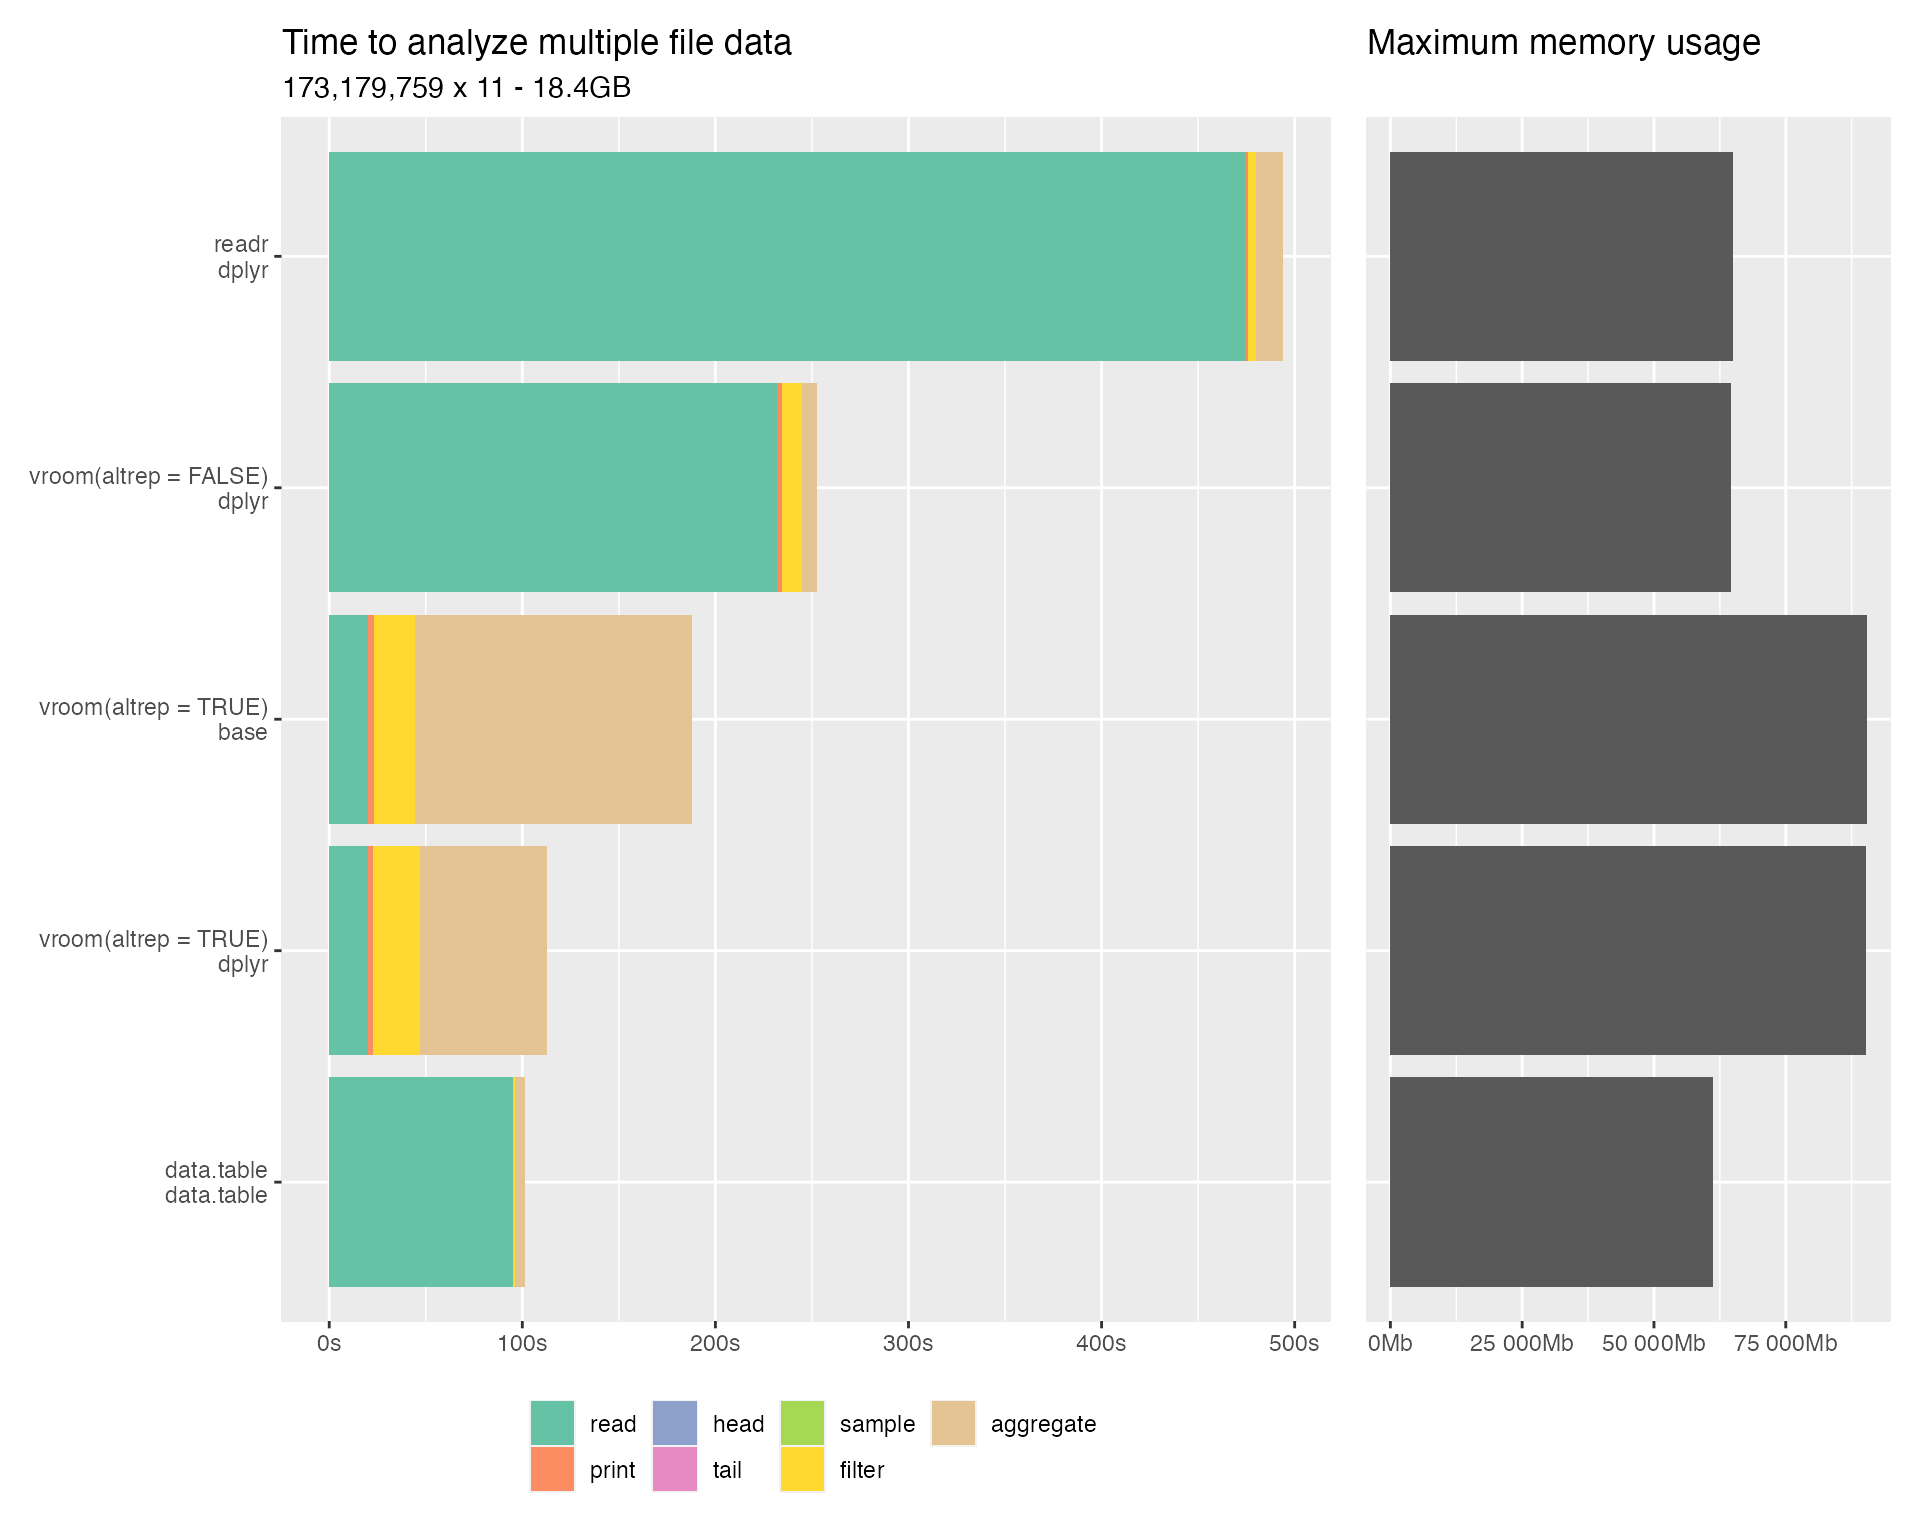 Time to analyze multiple file data
173,179,759 x 11 - 18.4GB
readr
dplyr
vroom(altrep = FALSE)
dplyr
vroom(altrep = TRUE)
base
vroom(altrep = TRUE)
dplyr
data.table
data.table
0s 100s 200s 300s 400s 500s
Maximum memory usage
0Mb 25 000Mb 50 000Mb 75 000Mb
read head sample aggregate
print tail filter